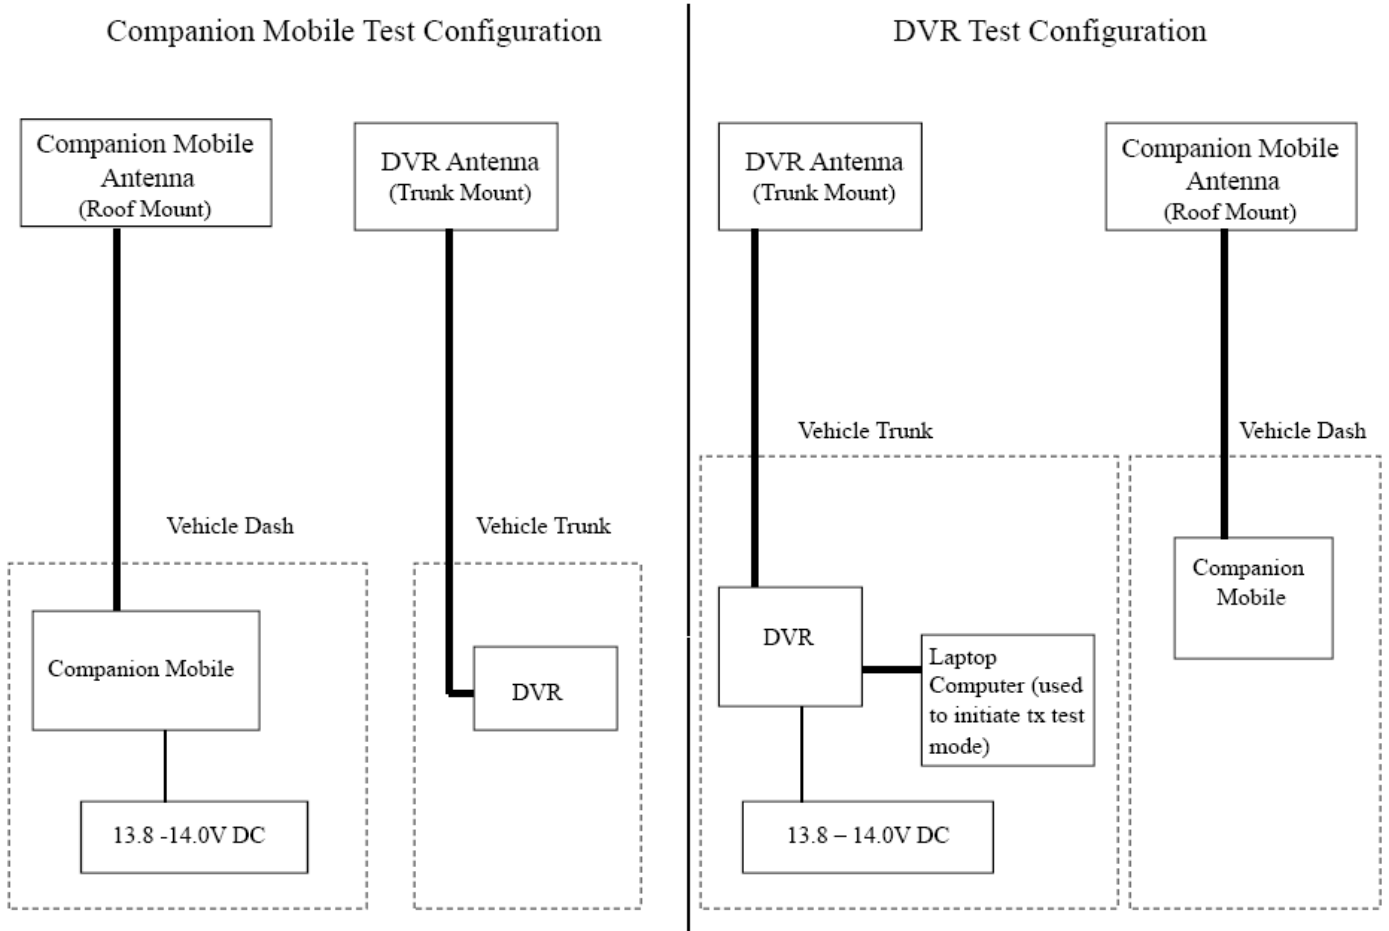 Companion Mobile Test Configuration
Companion Mobile
Antenna
(Roof Mount)
DVR Antenna
(Trunk Mount)
Vehicle Dash
Vehicle Trunk
Companion Mobile
DVR
13.8 -14.0V DC
DVR Test Configuration
DVR Antenna
(Trunk Mount)
Companion Mobile
Antenna
(Roof Mount)
Vehicle Trunk
Vehicle Dash
DVR
Laptop
Computer (used
to initiate tx test
mode)
Companion
Mobile
13.8 – 14.0V DC